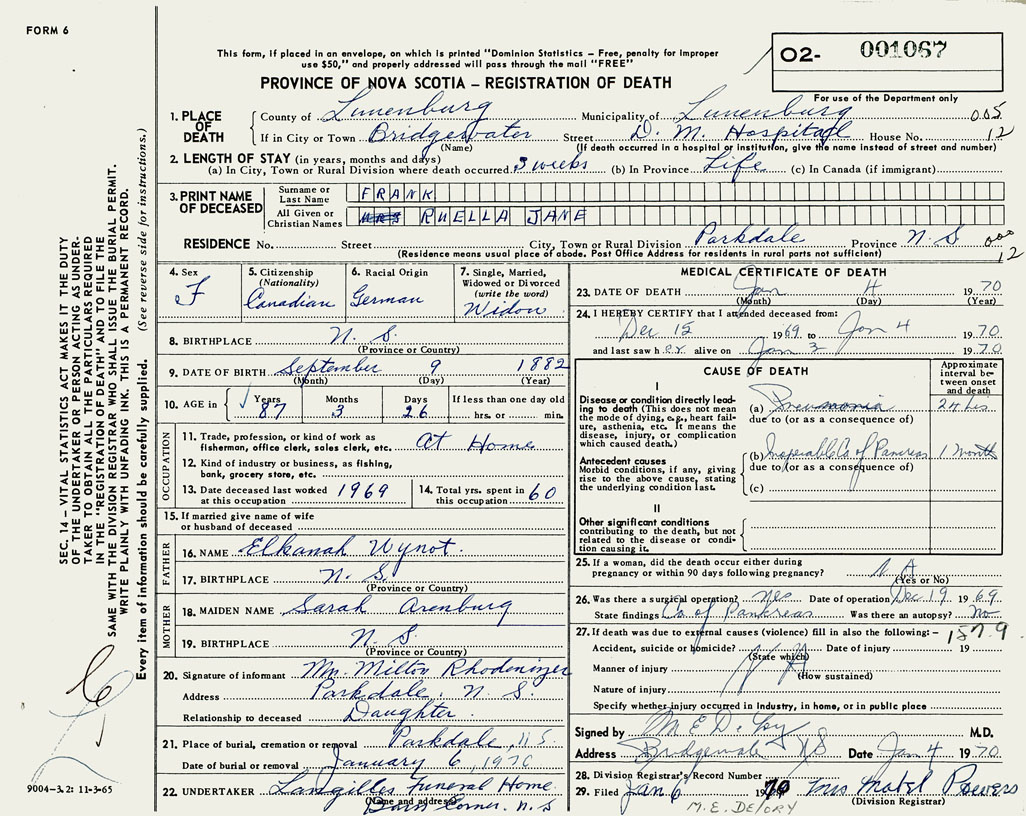 FORM 6
This form, if placed in an envelope, on which is printed "Dominion Statistics – Free, penalty for improper
use $50," and properly addressed will pass through the mail "FREE"
O2- 001067
For use of the Department only
PROVINCE OF NOVA SCOTIA – REGISTRATION OF DEATH
1. PLACE OF DEATH
County of Lunenburg Municipality of Lunenburg 005
If in City or Town Bridgewater Street D. M. Hospital House No. 12
(Name) (If death occurred in a hospital or institution, give the name instead of street and number)
2. LENGTH OF STAY (in years, months and days)
(a) In City, Town or Rural Division where death occurred 3 weeks (b) In Province Life (c) In Canada (if immigrant)
3. PRINT NAME OF DECEASED
Surname or Last Name FRANK
All Given or Christian Names MRS RUELLA JANE
RESIDENCE No. Street City, Town or Rural Division Parkdale Province N. S 000
(Residence means usual place of abode. Post Office Address for residents in rural parts not sufficient) 12
4. Sex F
5. Citizenship (Nationality) Canadian
6. Racial Origin German
7. Single, Married, Widowed or Divorced (write the word) Widow
8. BIRTHPLACE N. S.
(Province or Country)
9. DATE OF BIRTH September 9 1882
(Month) (Day) (Year)
10. AGE in Years 87 Months 3 Days 26 If less than one day old
hrs. or min.
OCCUPATION
11. Trade, profession, or kind of work as
fisherman, office clerk, sales clerk, etc. at Home
12. Kind of industry or business, as fishing,
bank, grocery store, etc.
13. Date deceased last worked at this occupation 1969
14. Total yrs. spent in this occupation 60
15. If married give name of wife
or husband of deceased
FATHER
16. NAME Elkanah Wynot.
17. BIRTHPLACE N. S.
(Province or Country)
MOTHER
18. MAIDEN NAME Sarah Arenburg
19. BIRTHPLACE N. S.
(Province or Country)
20. Signature of informant Mrs. Milton Rhodenizer
Address Parkdale. N. S.
Relationship to deceased Daughter.
21. Place of burial, cremation or removal Parkdale, N.S.
Date of burial or removal January 6, 1970
22. UNDERTAKER Langilles Funeral Home.
(Name and address)
Corner. N. S
MEDICAL CERTIFICATE OF DEATH
23. DATE OF DEATH Jan 4 1970
(Month) (Day) (Year)
24. I HEREBY CERTIFY that I attended deceased from:
Dec 15 1969 to Jan 4 1970
and last saw h er alive on Jan 3 1970
CAUSE OF DEATH
Approximate interval between onset and death
I
Disease or condition directly lead-
ing to death (This does not mean
the mode of dying, e.g., heart fail-
ure, asthenia, etc. It means the
disease, injury, or complication
which caused death.)
(a) Pneumonia 24 hrs
due to (or as a consequence of)
Antecedent causes
Morbid conditions, if any, giving
rise to the above cause, stating
the underlying condition last.
(b) Inoperable Ca of Pancreas 1 month
due to (or as a consequence of)
(c)
II
Other significant conditions
contributing to the death, but not
related to the disease or condi-
tion causing it.
25. If a woman, did the death occur either during
pregnancy or within 90 days following pregnancy? N A
(Yes or No)
26. Was there a surgical operation? yes Date of operation Dec 19 1969
State findings Ca of Pancreas Was there an autopsy? No
27. If death was due to external causes (violence) fill in also the following:– 157.9
Accident, suicide or homicide? Date of injury 19
(State which)
Manner of injury N A
(How sustained)
Nature of injury
Specify whether injury occurred in Industry, in home, or in public place
Signed by M E DeLory M.D.
Address Bridgewater NS Date Jan 4 1970
28. Division Registrar's Record Number
29. Filed Jan 6 1970 Mrs Mabel Powers
(Division Registrar)
M.E. DELORY
SEC. 14 – VITAL STATISTICS ACT MAKES IT THE DUTY
OF THE UNDERTAKER OR PERSON ACTING AS UNDER-
TAKER TO OBTAIN ALL THE PARTICULARS REQUIRED
IN THE "REGISTRATION OF DEATH" AND TO FILE THE
SAME WITH THE DIVISION REGISTRAR WHO SHALL ISSUE THE BURIAL PERMIT.
WRITE PLAINLY WITH UNFADING INK. THIS IS A PERMANENT RECORD.
Every item of information should be carefully supplied. (See reverse side for instructions.)
9004-3.2: 11-3-65